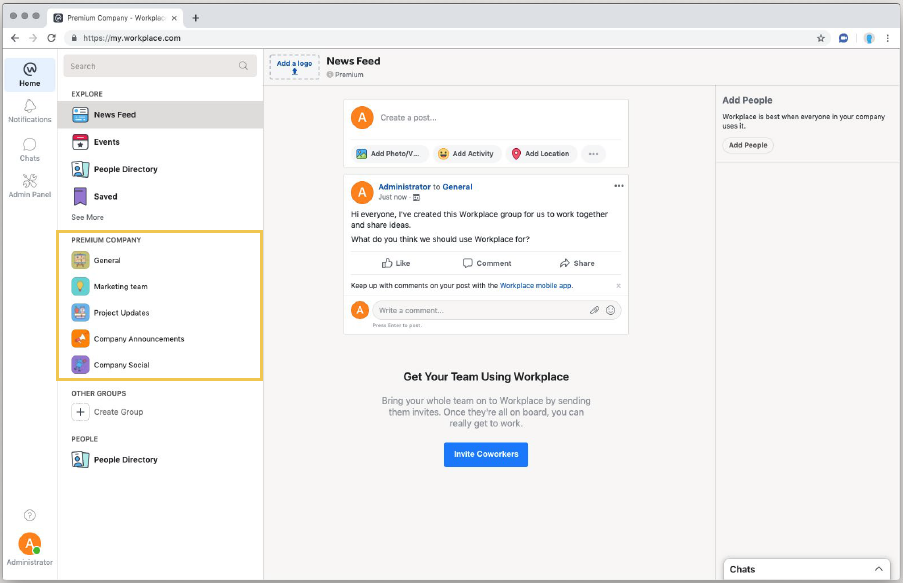 Premium Company - Workplac
https://my.workplace.com
Home
Notifications
Chats
Admin Panel
Administrator
Search
EXPLORE
News Feed
Events
People Directory
Saved
See More
PREMIUM COMPANY
General
Marketing team
Project Updates
Company Announcements
Company Social
OTHER GROUPS
Create Group
PEOPLE
People Directory
Add a logo
News Feed
Premium
A
Create a post...
Add Photo/V...
Add Activity
Add Location
A
Administrator to General
Just now ·
Hi everyone, I've created this Workplace group for us to work together
and share ideas.
What do you think we should use Workplace for?
Like
Comment
Share
Keep up with comments on your post with the Workplace mobile app.
A
Write a comment...
Press Enter to post.
Get Your Team Using Workplace
Bring your whole team on to Workplace by sending
them invites. Once they're all on board, you can
really get to work.
Invite Coworkers
Add People
Workplace is best when everyone in your company
uses it.
Add People
Chats
A